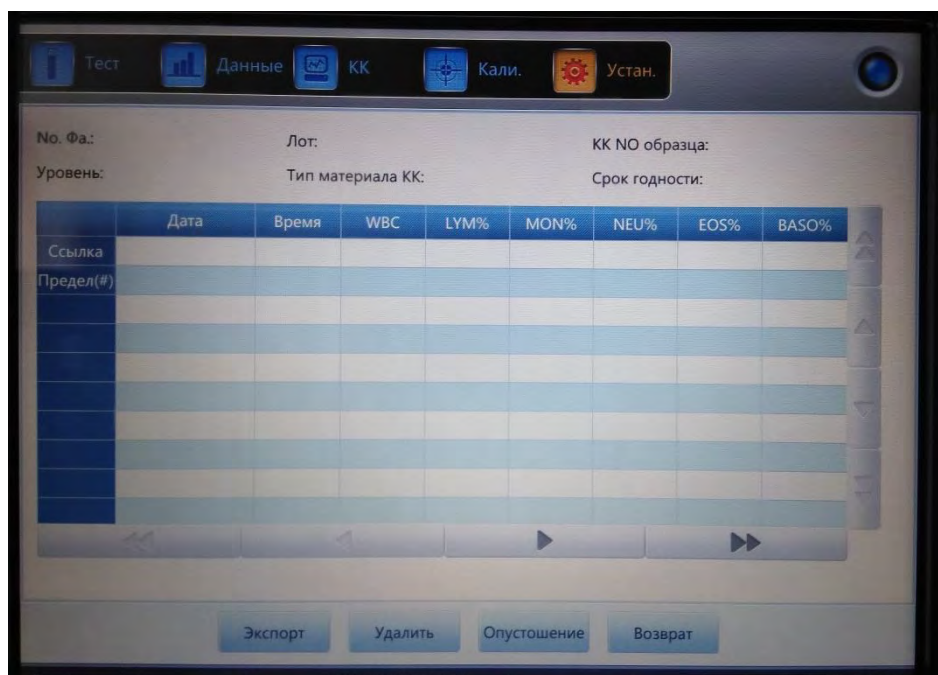 Тест Данные КК Кали. Устан.
No. Фа.: Лот: КК NO образца:
Уровень: Тип материала КК: Срок годности:
Дата Время WBC LYM% MON% NEU% EOS% BASO%
Ссылка
Предел(#)
Экспорт Удалить Опустошение Возврат